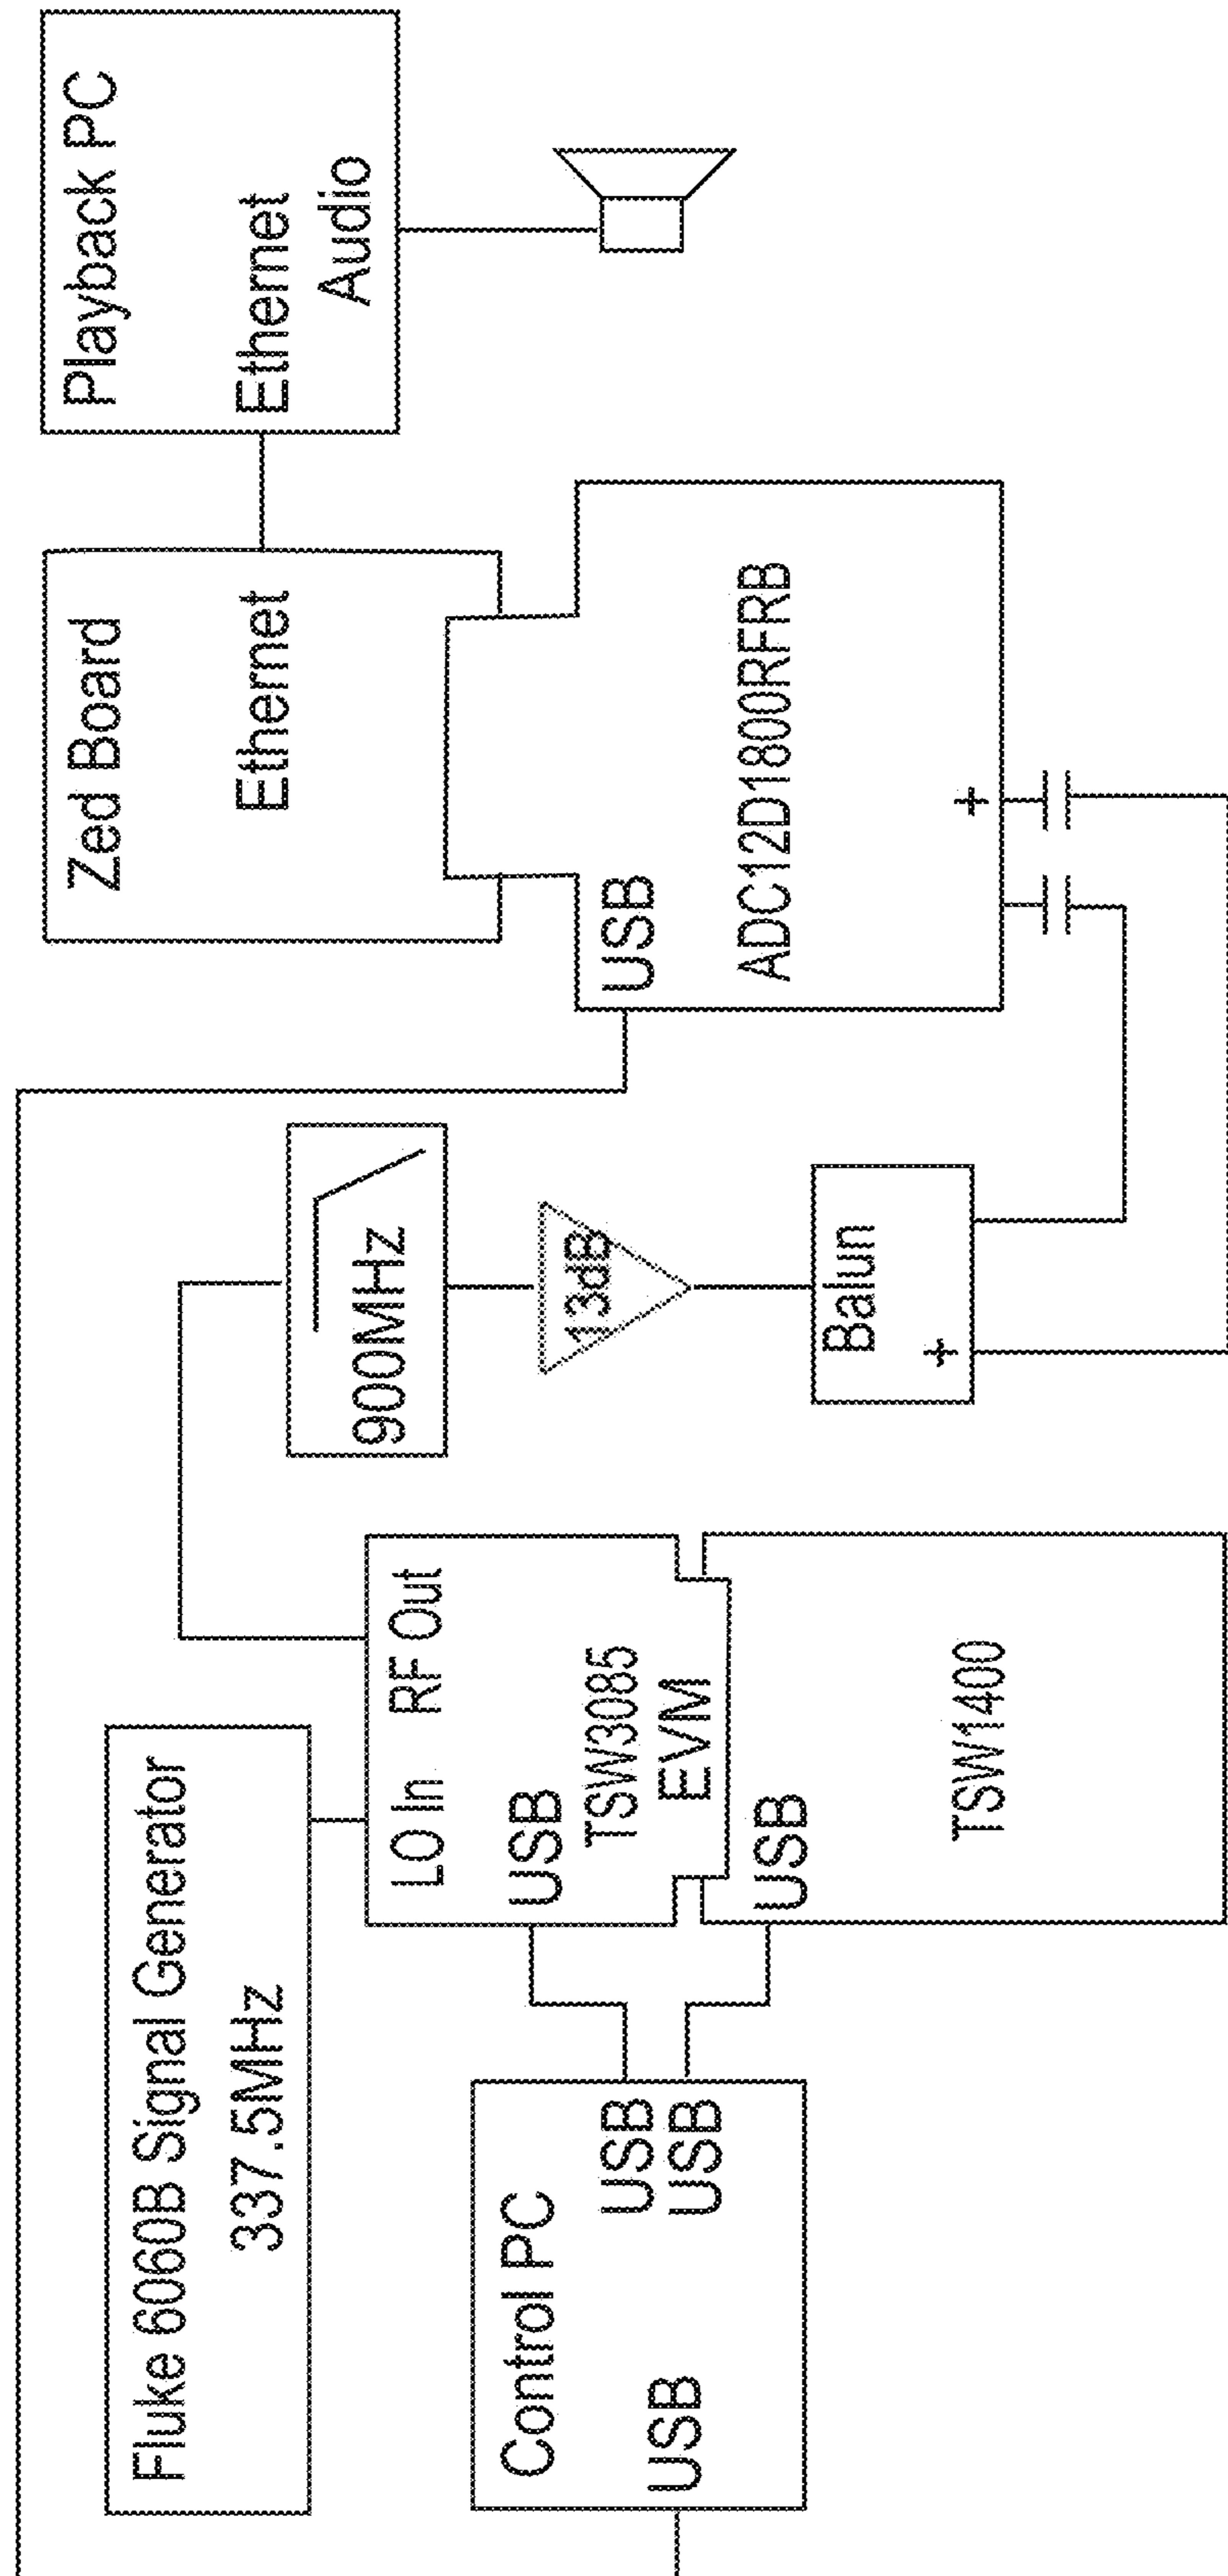 Fluke 6060B Signal Generator
337.5MHz
Control PC
USB
USB
USB
LO In RF Out
USB
TSW3085
EVM
USB
TSW1400
900MHz
13dB
Balun
+
Zed Board
Ethernet
USB
ADC12D1800RFRB
+
Playback PC
Ethernet
Audio